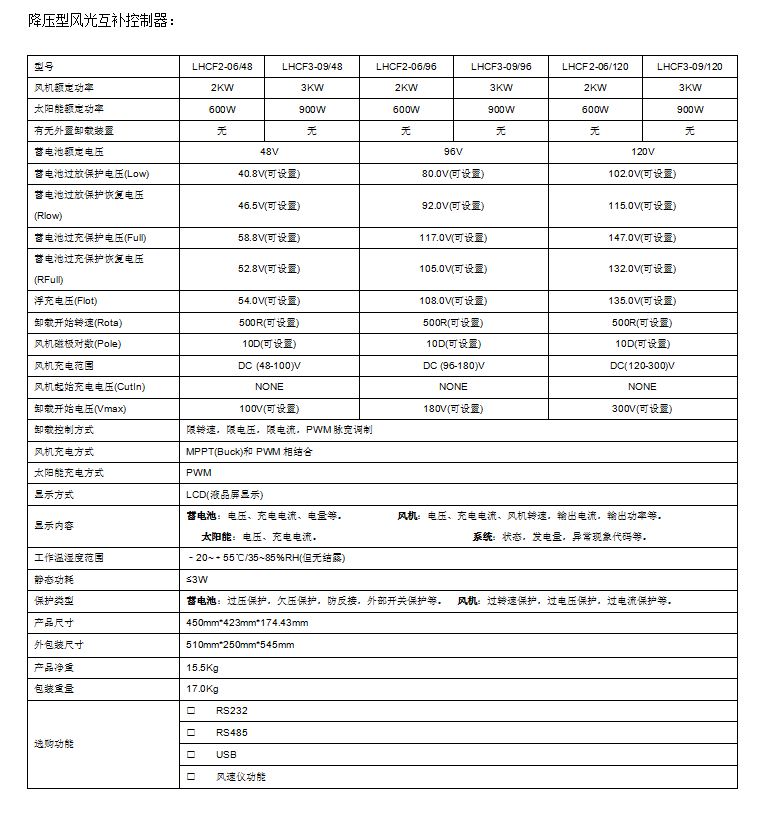 降压型风光互补控制器：
型号 LHCF2-06/48 LHCF3-09/48 LHCF2-06/96 LHCF3-09/96 LHCF2-06/120 LHCF3-09/120
风机额定功率 2KW 3KW 2KW 3KW 2KW 3KW
太阳能额定功率 600W 900W 600W 900W 600W 900W
有无外置卸载装置 无 无 无 无 无 无
蓄电池额定电压 48V 96V 120V
蓄电池过放保护电压(Low) 40.8V(可设置) 80.0V(可设置) 102.0V(可设置)
蓄电池过放保护恢复电压
(Rlow) 46.5V(可设置) 92.0V(可设置) 115.0V(可设置)
蓄电池过充保护电压(Full) 58.8V(可设置) 117.0V(可设置) 147.0V(可设置)
蓄电池过充保护恢复电压
(RFull) 52.8V(可设置) 105.0V(可设置) 132.0V(可设置)
浮充电压(Flot) 54.0V(可设置) 108.0V(可设置) 135.0V(可设置)
卸载开始转速(Rota) 500R(可设置) 500R(可设置) 500R(可设置)
风机磁极对数(Pole) 10D(可设置) 10D(可设置) 10D(可设置)
风机充电范围 DC (48-100)V DC (96-180)V DC(120-300)V
风机起始充电电压(CutIn) NONE NONE NONE
卸载开始电压(Vmax) 100V(可设置) 180V(可设置) 300V(可设置)
卸载控制方式 限转速，限电压，限电流，PWM 脉宽调制
风机充电方式 MPPT(Buck)和 PWM 相结合
太阳能充电方式 PWM
显示方式 LCD(液晶屏显示)
显示内容 蓄电池：电压、充电电流、电量等。 风机：电压、充电电流、风机转速，输出电流，输出功率等。
太阳能：电压、充电电流。 系统：状态，发电量，异常现象代码等。
工作温湿度范围 －20~＋55℃/35~85%RH(但无结露)
静态功耗 ≤3W
保护类型 蓄电池：过压保护，欠压保护，防反接，外部开关保护等。 风机：过转速保护，过电压保护，过电流保护等。
产品尺寸 450mm*423mm*174.43mm
外包装尺寸 510mm*250mm*545mm
产品净重 15.5Kg
包装重量 17.0Kg
选购功能 □ RS232
□ RS485
□ USB
□ 风速仪功能